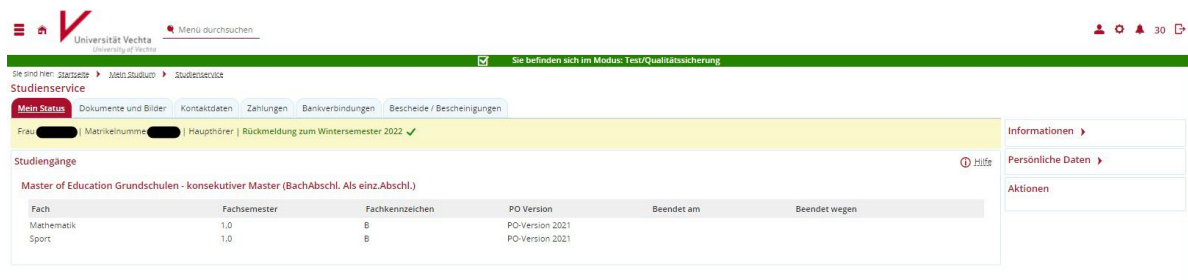 Universität Vechta
University of Vechta
Menü durchsuchen
30
Sie befinden sich im Modus: Test/Qualitätssicherung
Sie sind hier: Startseite Mein Studium Studienservice
Studienservice
Mein Status Dokumente und Bilder Kontaktdaten Zahlungen Bankverbindungen Bescheide / Bescheinigungen
Frau | Matrikelnumme | Haupthörer | Rückmeldung zum Wintersemester 2022
Informationen
Studiengänge
Hilfe
Persönliche Daten
Master of Education Grundschulen - konsekutiver Master (BachAbschl. Als einz.Abschl.)
Aktionen
Fach Fachsemester Fachkennzeichen PO Version Beendet am Beendet wegen
Mathematik 1,0 B PO-Version 2021
Sport 1,0 B PO-Version 2021